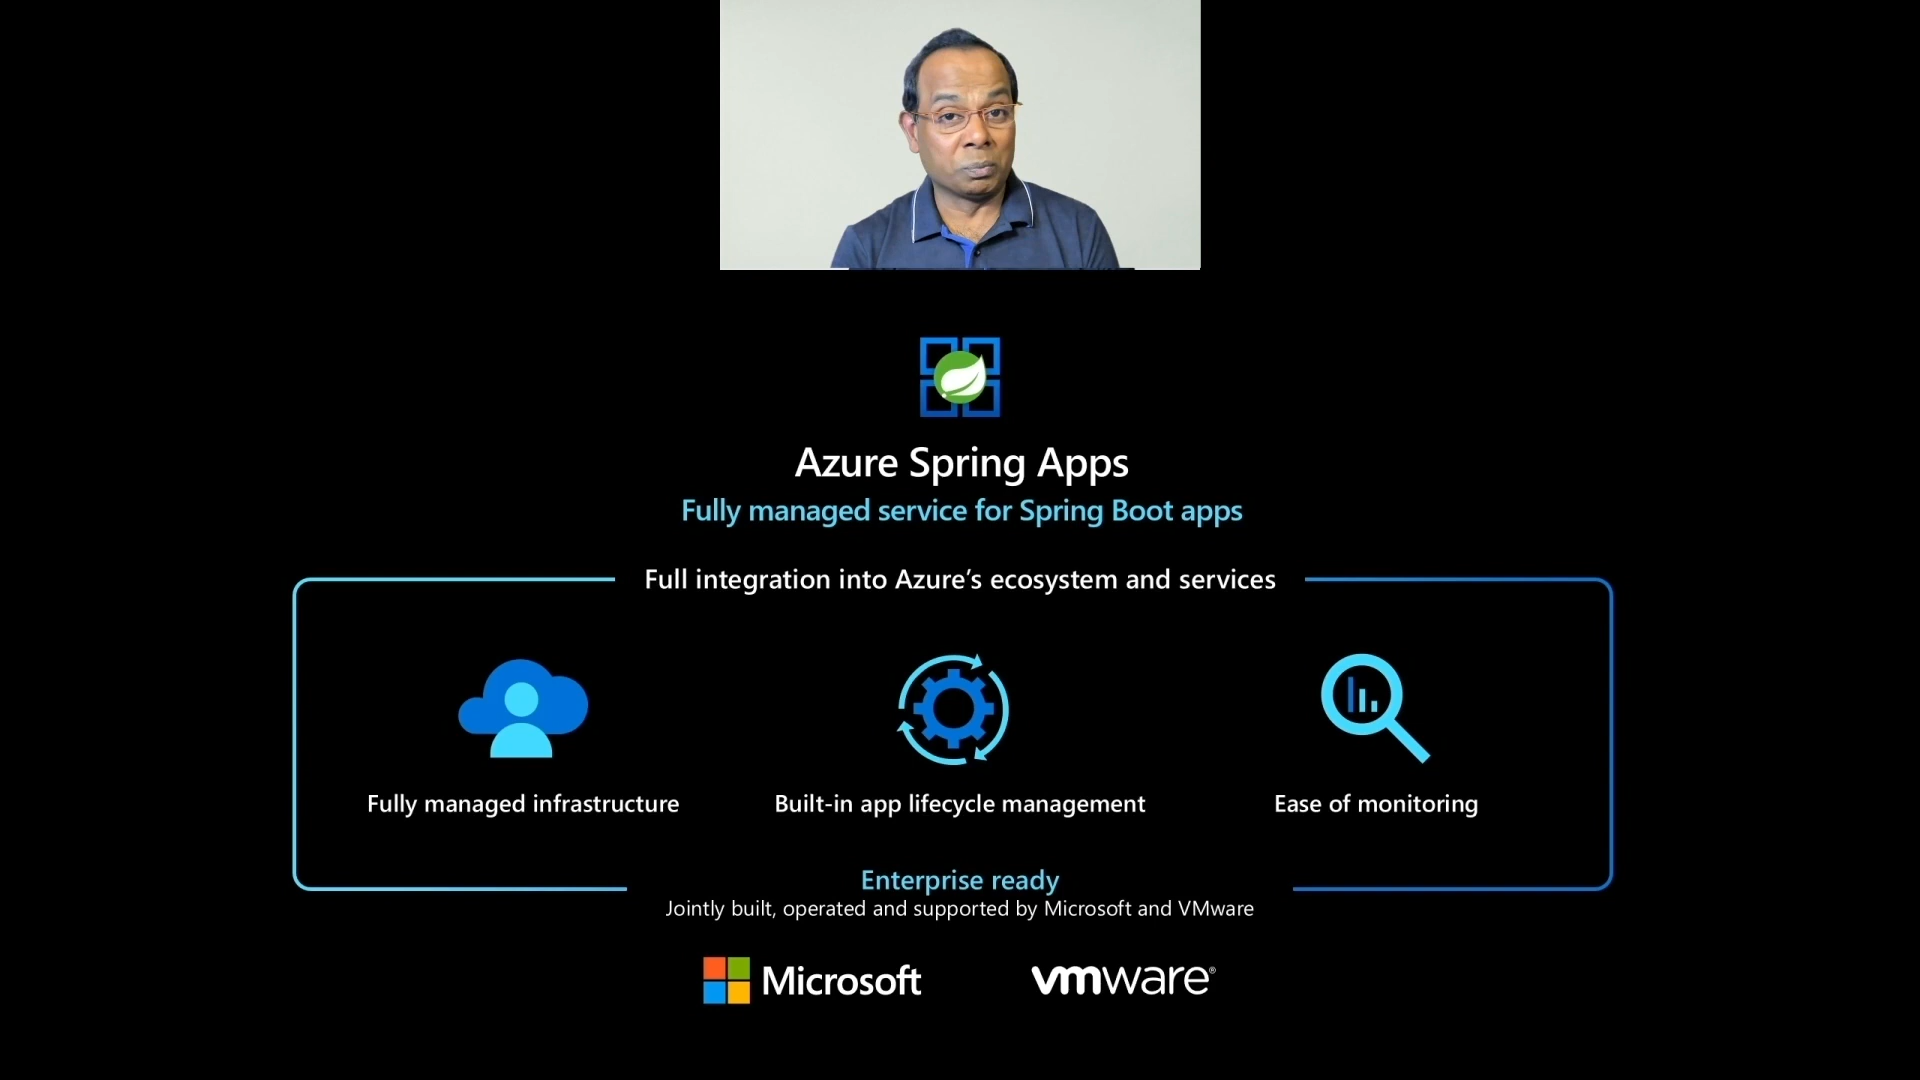 Azure Spring Apps
Fully managed service for Spring Boot apps
Full integration into Azure’s ecosystem and services
Fully managed infrastructure
Built-in app lifecycle management
Ease of monitoring
Enterprise ready
Jointly built, operated and supported by Microsoft and VMware
Microsoft
vmware®